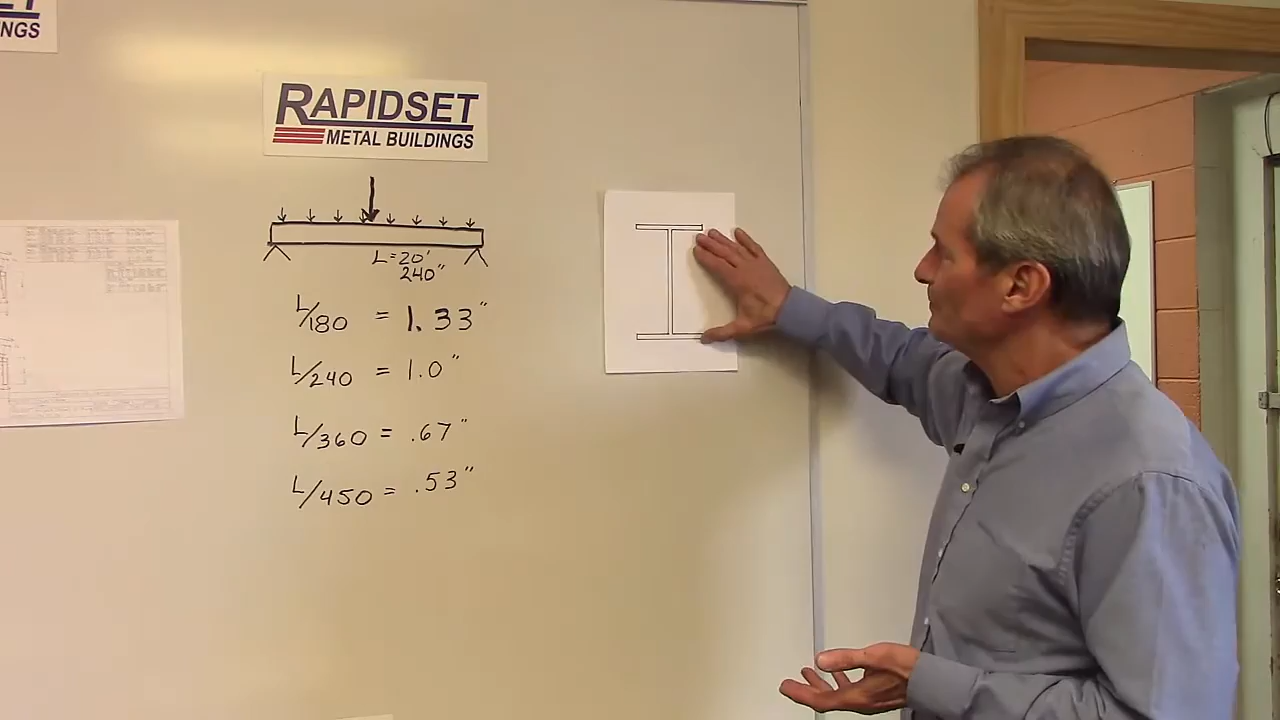 NGS
RAPIDSET
METAL BUILDINGS
L=20'
240"
L/180 = 1.33"
L/240 = 1.0"
L/360 = .67"
L/450 = .53"